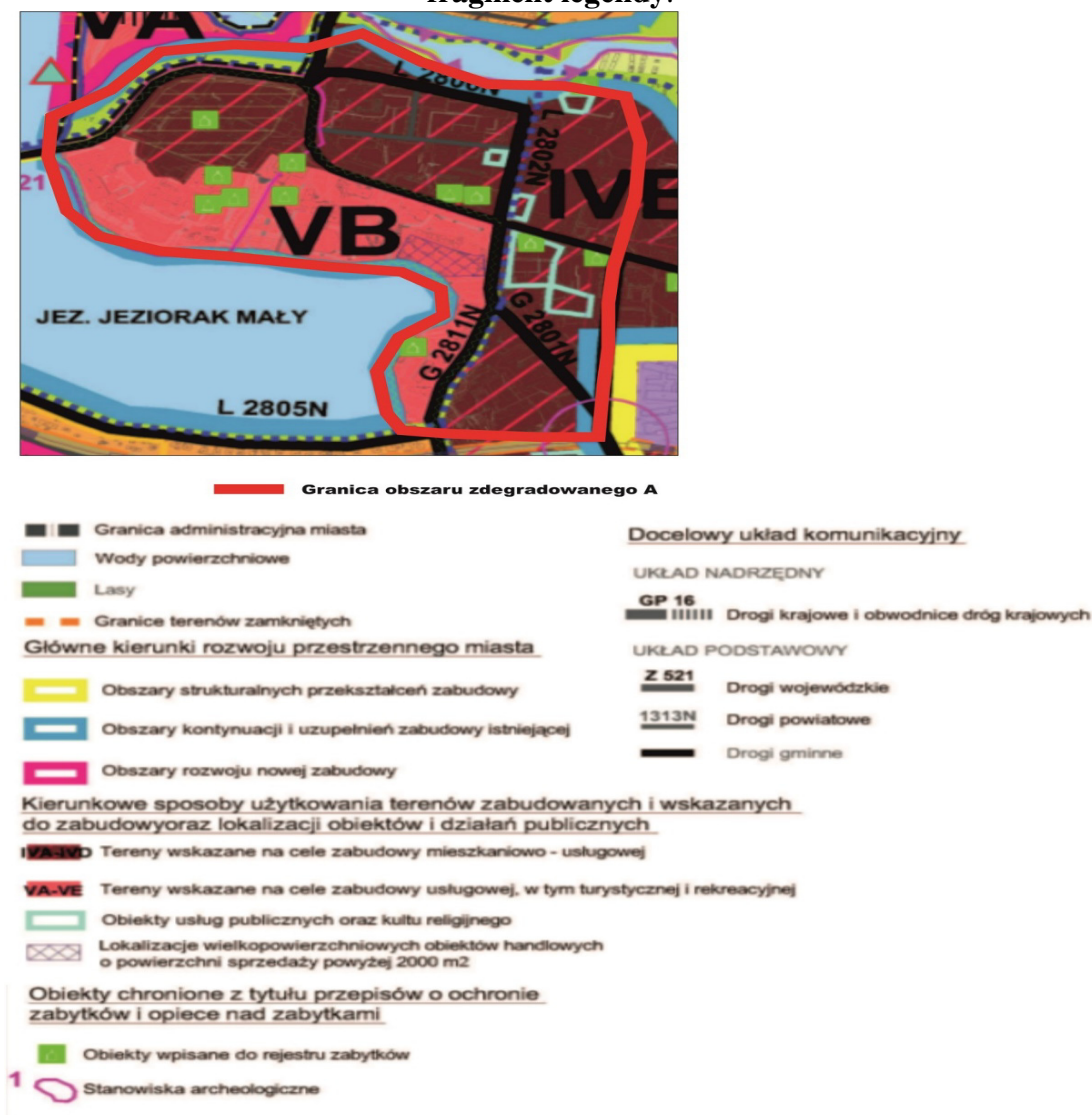 fragment legendy:
VA
L 2806N
L 2802N
IVB
21
VB
JEZ. JEZIORAK MAŁY
G 2811N
G 2801N
L 2805N
Granica obszaru zdegradowanego A
Granica administracyjna miasta
Wody powierzchniowe
Lasy
Granice terenów zamkniętych
Główne kierunki rozwoju przestrzennego miasta
Obszary strukturalnych przekształceń zabudowy
Obszary kontynuacji i uzupełnień zabudowy istniejącej
Obszary rozwoju nowej zabudowy
Kierunkowe sposoby użytkowania terenów zabudowanych i wskazanych
do zabudowyoraz lokalizacji obiektów i działań publicznych
IVA-IVD Tereny wskazane na cele zabudowy mieszkaniowo - usługowej
VA-VE Tereny wskazane na cele zabudowy usługowej, w tym turystycznej i rekreacyjnej
Obiekty usług publicznych oraz kultu religijnego
Lokalizacje wielkopowierzchniowych obiektów handlowych
o powierzchni sprzedaży powyżej 2000 m2
Obiekty chronione z tytułu przepisów o ochronie
zabytków i opiece nad zabytkami
Obiekty wpisane do rejestru zabytków
1 Stanowiska archeologiczne
Docelowy układ komunikacyjny
UKŁAD NADRZĘDNY
GP 16
Drogi krajowe i obwodnice dróg krajowych
UKŁAD PODSTAWOWY
Z 521
Drogi wojewódzkie
1313N
Drogi powiatowe
Drogi gminne